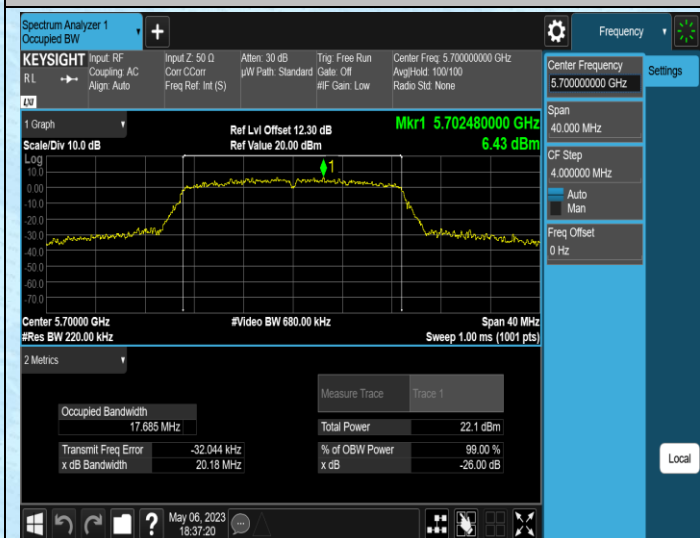 Spectrum Analyzer 1
Occupied BW
Frequency
KEYSIGHT
RL
LXI
Input: RF
Coupling: AC
Align: Auto
Input Z: 50 Ω
Corr CCorr
Freq Ref: Int (S)
Atten: 30 dB
µW Path: Standard
Trig: Free Run
Gate: Off
#IF Gain: Low
Center Freq: 5.700000000 GHz
Avg|Hold: 100/100
Radio Std: None
Center Frequency
5.700000000 GHz
Settings
Span
40.000 MHz
CF Step
4.000000 MHz
Auto
Man
Freq Offset
0 Hz
1 Graph
Scale/Div 10.0 dB
Ref Lvl Offset 12.30 dB
Ref Value 20.00 dBm
Mkr1 5.702480000 GHz
6.43 dBm
Log
10.0
0.00
-10.0
-20.0
-30.0
-40.0
-50.0
-60.0
-70.0
1
Center 5.70000 GHz
#Video BW 680.00 kHz
Span 40 MHz
#Res BW 220.00 kHz
Sweep 1.00 ms (1001 pts)
2 Metrics
Measure Trace
Trace 1
Occupied Bandwidth
17.685 MHz
Total Power
22.1 dBm
Transmit Freq Error
-32.044 kHz
% of OBW Power
99.00 %
x dB Bandwidth
20.18 MHz
x dB
-26.00 dB
Local
?
May 06, 2023
18:37:20